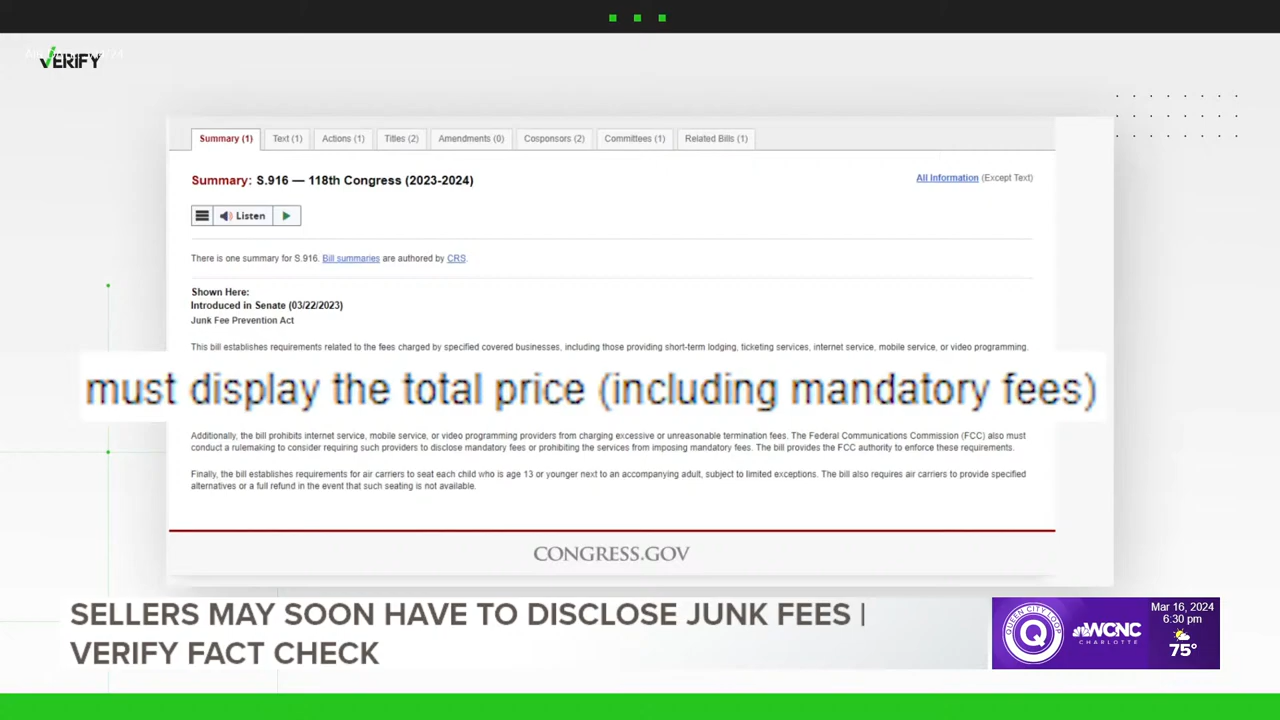 VERIFY
Summary (1) Text (1) Actions (1) Titles (2) Amendments (0) Cosponsors (2) Committees (1) Related Bills (1)
Summary: S.916 — 118th Congress (2023-2024)
All Information (Except Text)
Listen
There is one summary for S.916. Bill summaries are authored by CRS.
Shown Here:
Introduced in Senate (03/22/2023)
Junk Fee Prevention Act
This bill establishes requirements related to the fees charged by specified covered businesses, including those providing short-term lodging, ticketing services, internet service, mobile service, or video programming.
must display the total price (including mandatory fees)
Additionally, the bill prohibits internet service, mobile service, or video programming providers from charging excessive or unreasonable termination fees. The Federal Communications Commission (FCC) also must
conduct a rulemaking to consider requiring such providers to disclose mandatory fees or prohibiting the services from imposing mandatory fees. The bill provides the FCC authority to enforce these requirements.
Finally, the bill establishes requirements for air carriers to seat each child who is age 13 or younger next to an accompanying adult, subject to limited exceptions. The bill also requires air carriers to provide specified
alternatives or a full refund in the event that such seating is not available.
CONGRESS.GOV
SELLERS MAY SOON HAVE TO DISCLOSE JUNK FEES |
VERIFY FACT CHECK
QUEEN CITY LOOP
Q
WCNC
CHARLOTTE
Mar 16, 2024
6:30 pm
75°